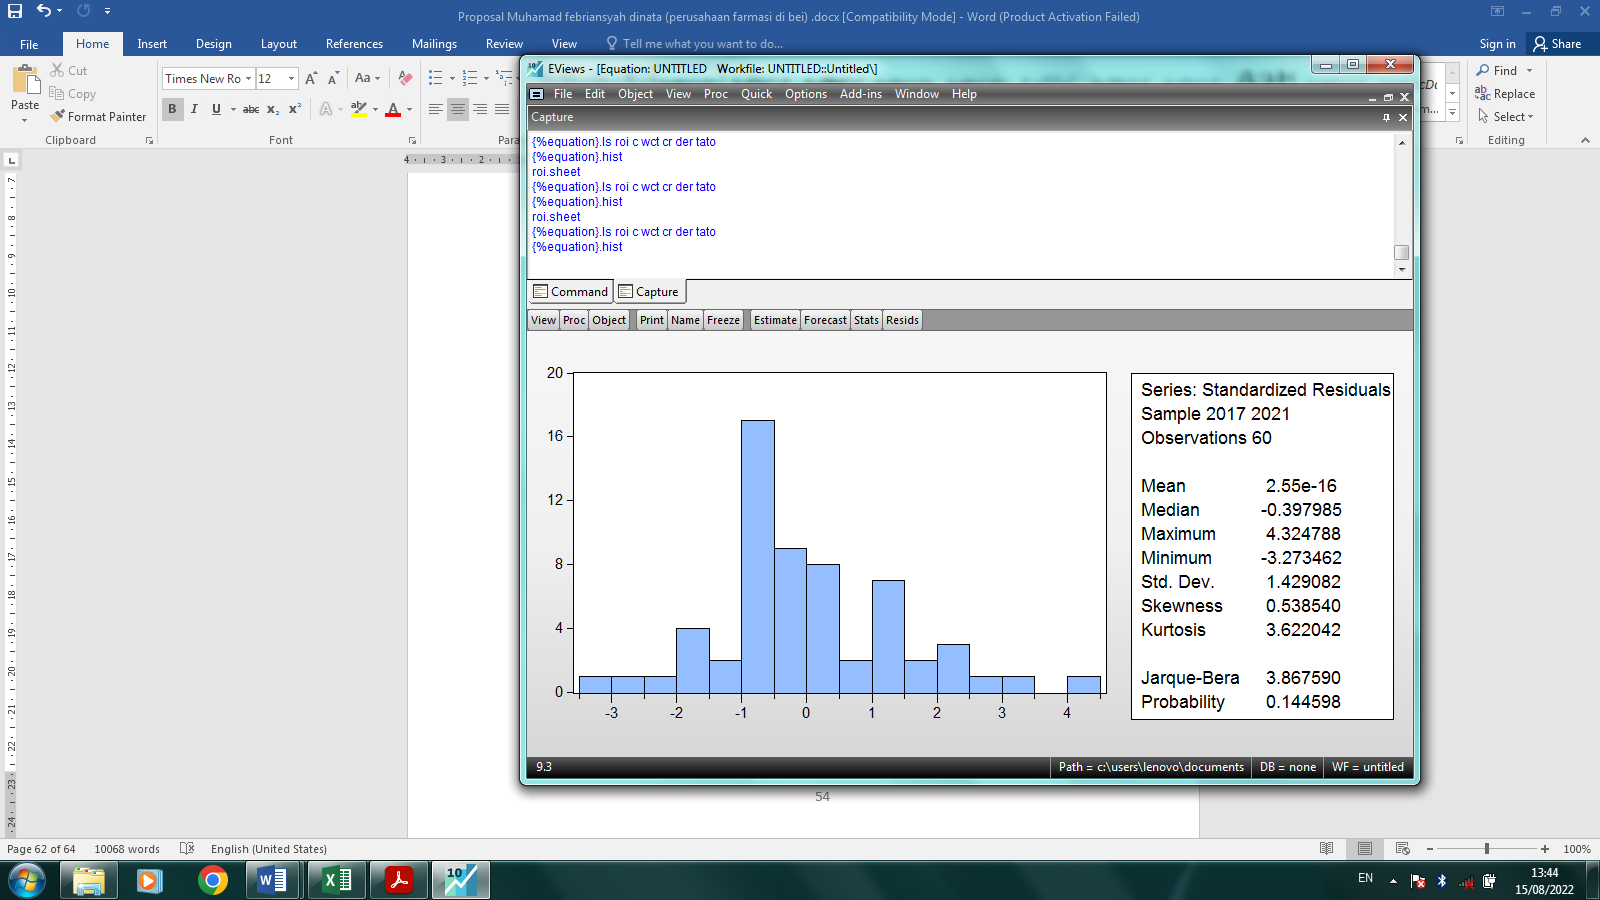 Proposal Muhamad febriansyah dinata (perusahaan farmasi di bei) .docx [Compatibility Mode] - Word (Product Activation Failed)
File Home Insert Design Layout References Mailings Review View Tell me what you want to do... Sign in Share
Paste
Cut
Copy
Format Painter
Clipboard
Times New Ro 12
Font
Find
Replace
Select
Editing
EViews - [Equation: UNTITLED Workfile: UNTITLED::Untitled\]
File Edit Object View Proc Quick Options Add-ins Window Help
Capture
{%equation}.ls roi c wct cr der tato
{%equation}.hist
roi.sheet
{%equation}.ls roi c wct cr der tato
{%equation}.hist
roi.sheet
{%equation}.ls roi c wct cr der tato
{%equation}.hist
Command Capture
View Proc Object Print Name Freeze Estimate Forecast Stats Resids
20
16
12
8
4
0
-3 -2 -1 0 1 2 3 4
Series: Standardized Residuals
Sample 2017 2021
Observations 60
Mean 2.55e-16
Median -0.397985
Maximum 4.324788
Minimum -3.273462
Std. Dev. 1.429082
Skewness 0.538540
Kurtosis 3.622042
Jarque-Bera 3.867590
Probability 0.144598
9.3 Path = c:\users\lenovo\documents DB = none WF = untitled
54
Page 62 of 64 10068 words English (United States) 100%
EN 13:44
15/08/2022